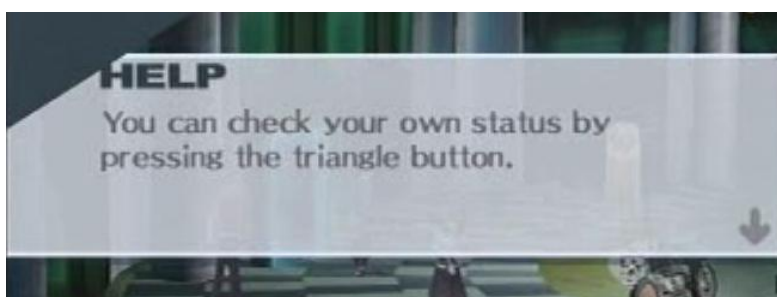 HELP
You can check your own status by
pressing the triangle button.